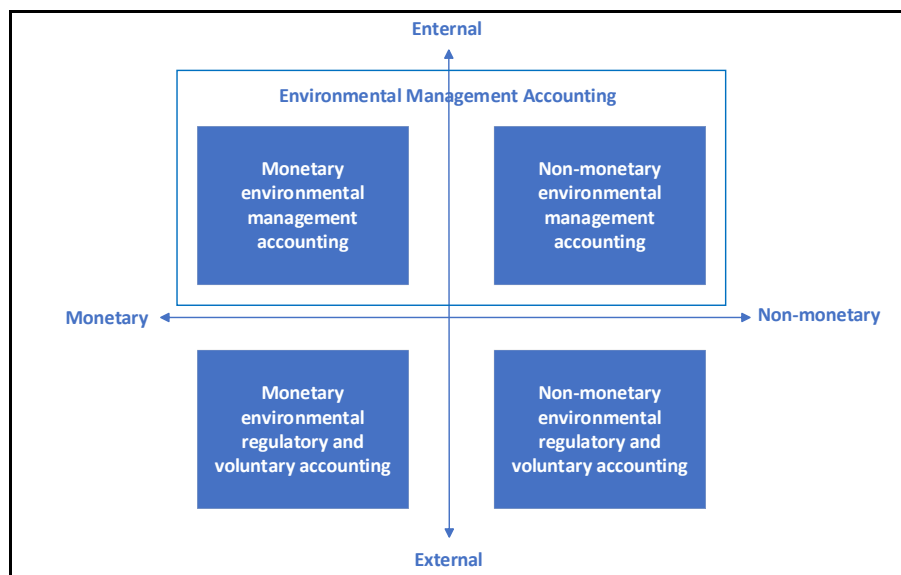 Enternal
Environmental Management Accounting
Monetary
environmental
management
accounting
Non-monetary
environmental
management
accounting
Monetary
Non-monetary
Monetary
environmental
regulatory and
voluntary accounting
Non-monetary
environmental
regulatory and
voluntary accounting
External